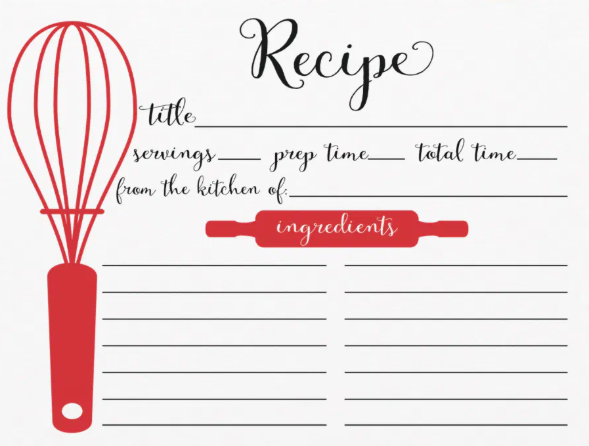 Recipe
title
servings prep time total time
from the kitchen of:
ingredients